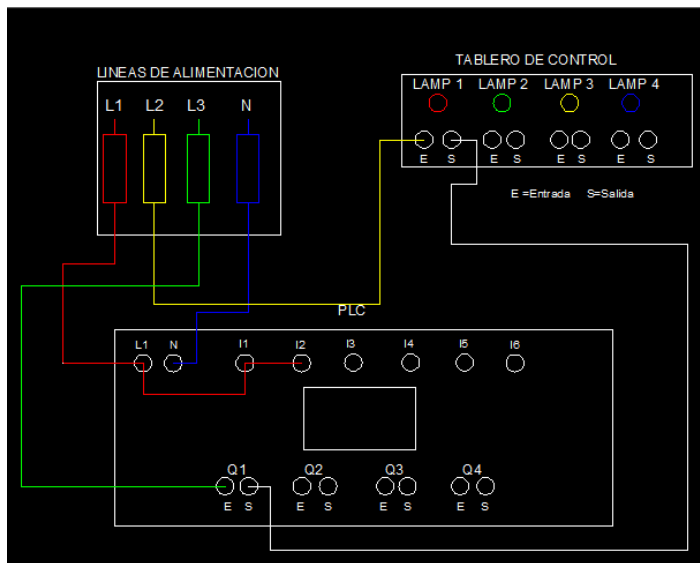 LINEAS DE ALIMENTACION
L1 L2 L3 N
TABLERO DE CONTROL
LAMP 1 LAMP 2 LAMP 3 LAMP 4
E S E S E S E S
E =Entrada S=Salida
PLC
L1 N I1 I2 I3 I4 I5 I6
Q1 Q2 Q3 Q4
E S E S E S E S